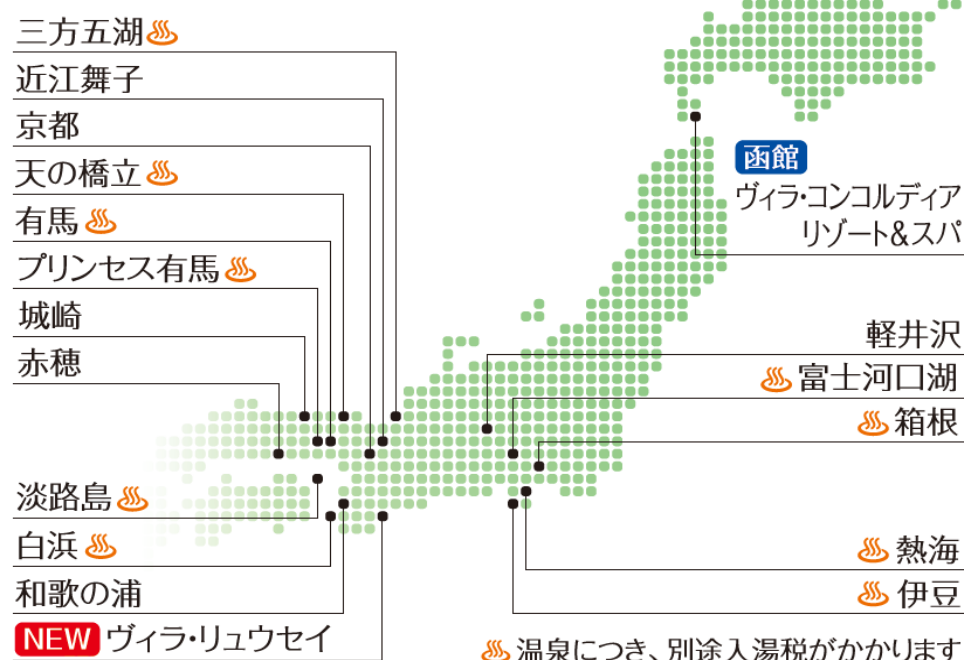 三方五湖
近江舞子
京都
天の橋立
有馬
プリンセス有馬
城崎
赤穂
淡路島
白浜
和歌の浦
NEW ヴィラ・リュウセイ
函館
ヴィラ・コンコルディア
リゾート&スパ
軽井沢
富士河口湖
箱根
熱海
伊豆
温泉につき、別途入湯税がかかります